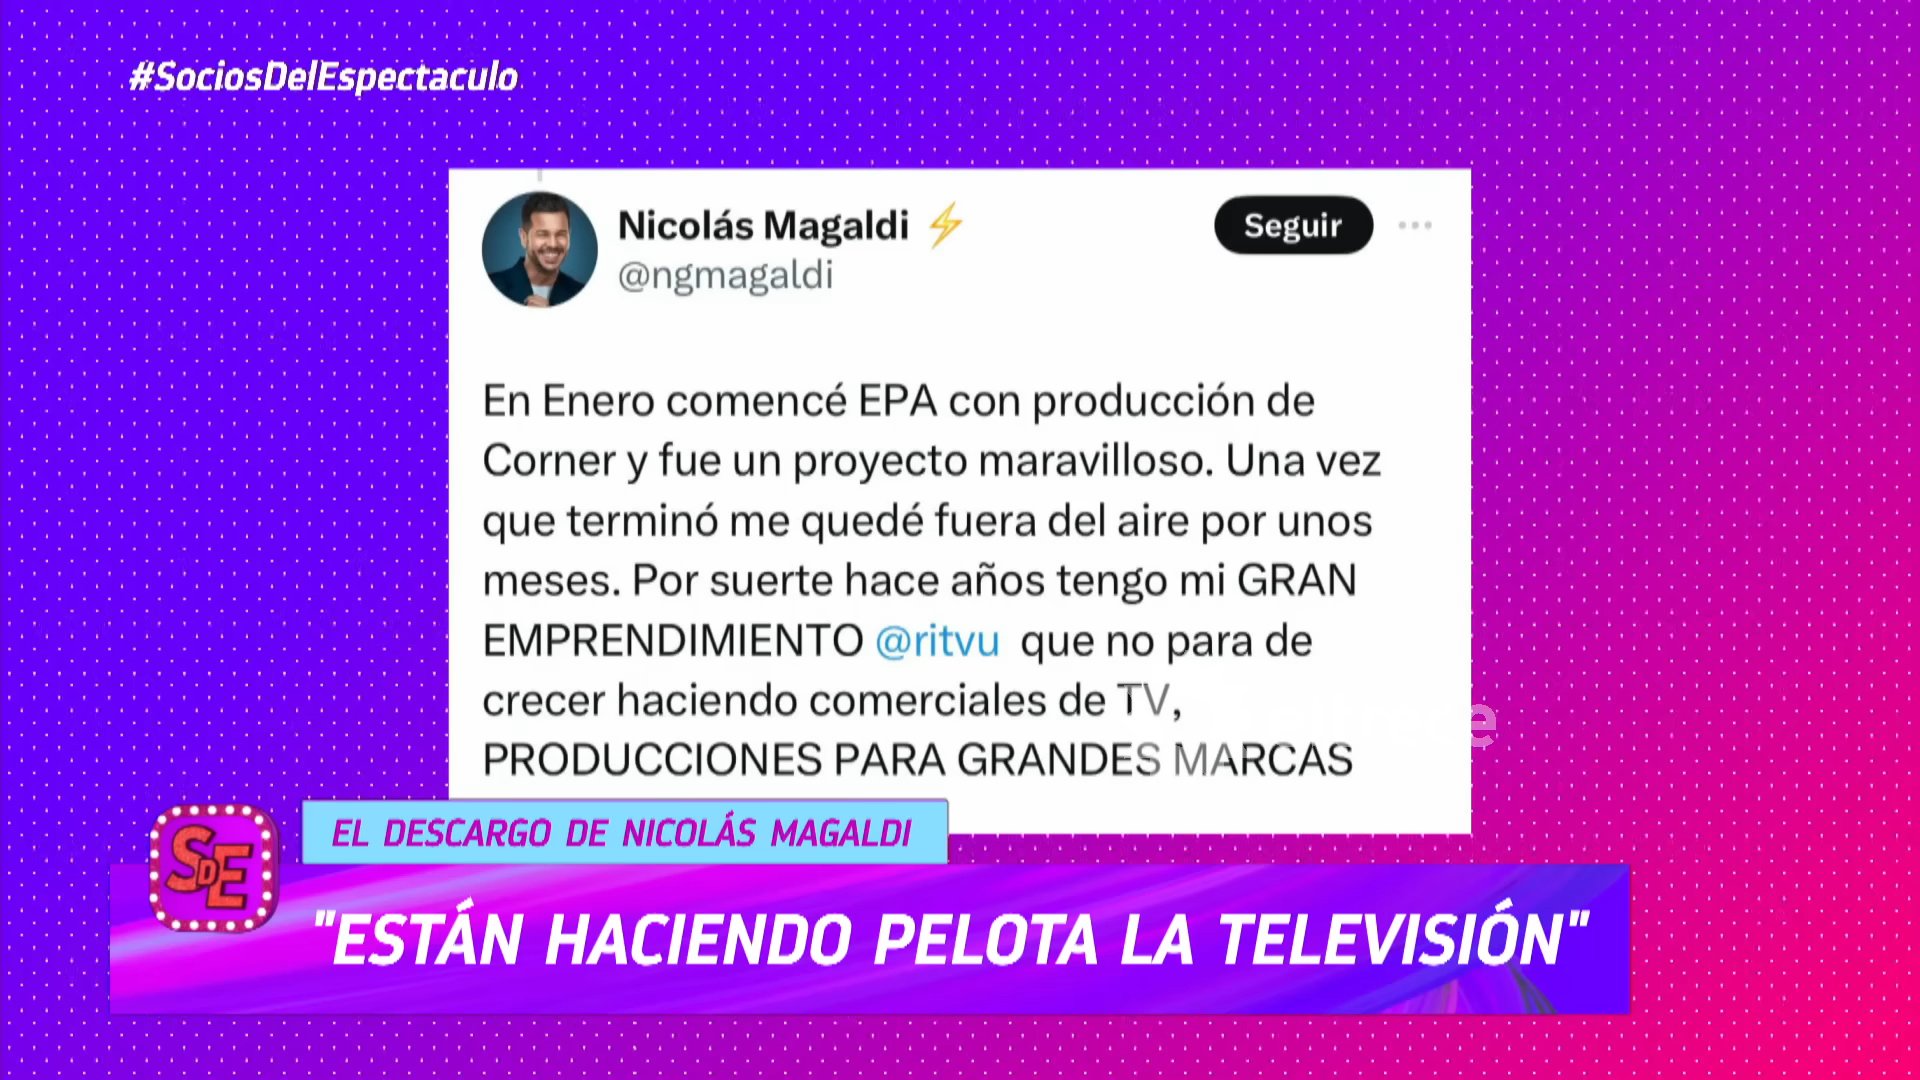 #SociosDelEspectaculo
Nicolás Magaldi ⚡
Seguir
@ngmagaldi
En Enero comencé EPA con producción de
Corner y fue un proyecto maravilloso. Una vez
que terminó me quedé fuera del aire por unos
meses. Por suerte hace años tengo mi GRAN
EMPRENDIMIENTO @ritvu que no para de
crecer haciendo comerciales de TV,
PRODUCCIONES PARA GRANDES MARCAS
eltrece
SDE
EL DESCARGO DE NICOLÁS MAGALDI
"ESTÁN HACIENDO PELOTA LA TELEVISIÓN"